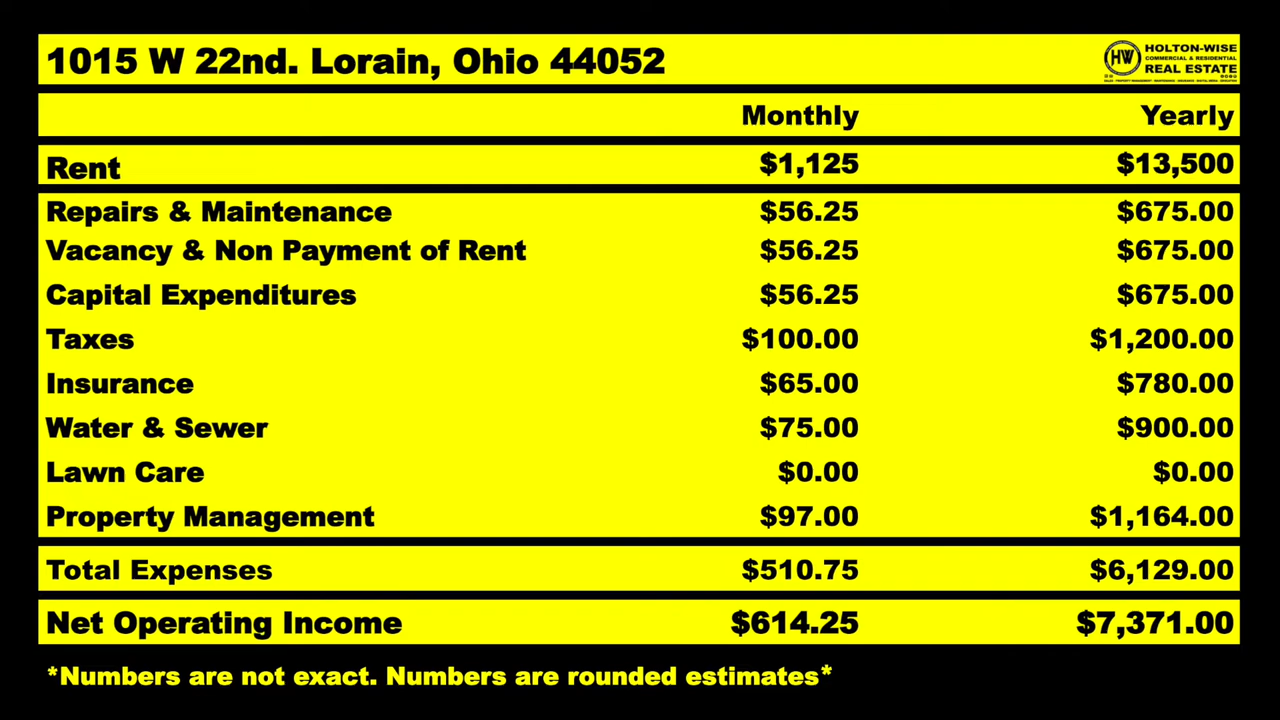 1015 W 22nd. Lorain, Ohio 44052
HW
HOLTON-WISE
COMMERCIAL & RESIDENTIAL
REAL ESTATE
Monthly Yearly
Rent $1,125 $13,500
Repairs & Maintenance $56.25 $675.00
Vacancy & Non Payment of Rent $56.25 $675.00
Capital Expenditures $56.25 $675.00
Taxes $100.00 $1,200.00
Insurance $65.00 $780.00
Water & Sewer $75.00 $900.00
Lawn Care $0.00 $0.00
Property Management $97.00 $1,164.00
Total Expenses $510.75 $6,129.00
Net Operating Income $614.25 $7,371.00
*Numbers are not exact. Numbers are rounded estimates*